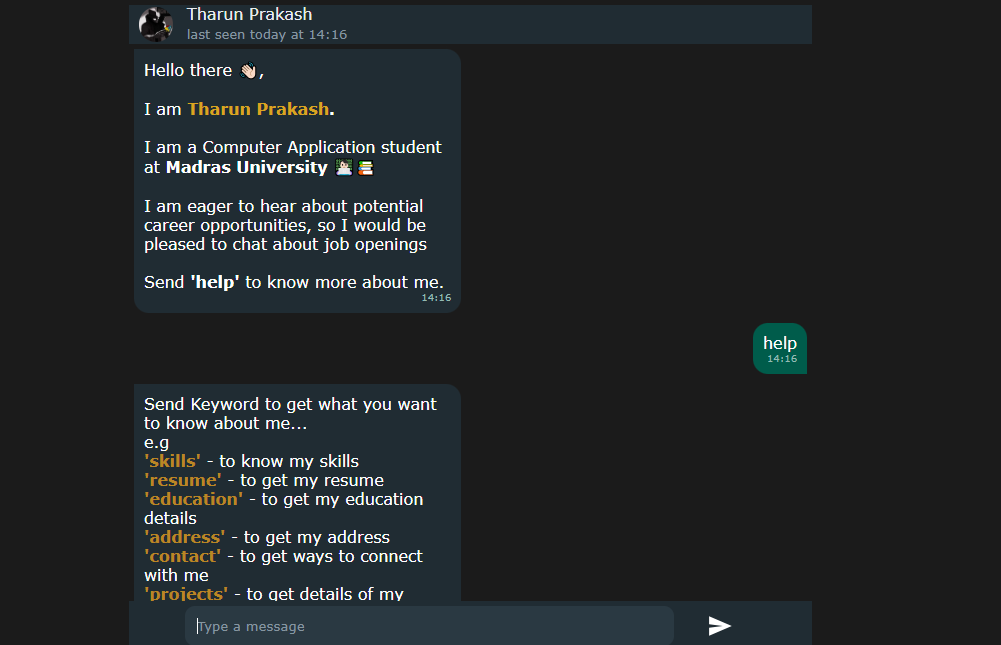 Tharun Prakash
last seen today at 14:16
Hello there 👋🏻,
I am Tharun Prakash.
I am a Computer Application student
at Madras University 👨🏻‍💻 📚
I am eager to hear about potential
career opportunities, so I would be
pleased to chat about job openings
Send 'help' to know more about me.
14:16
help
14:16
Send Keyword to get what you want
to know about me...
e.g
'skills' - to know my skills
'resume' - to get my resume
'education' - to get my education
details
'address' - to get my address
'contact' - to get ways to connect
with me
'projects' - to get details of my
Type a message